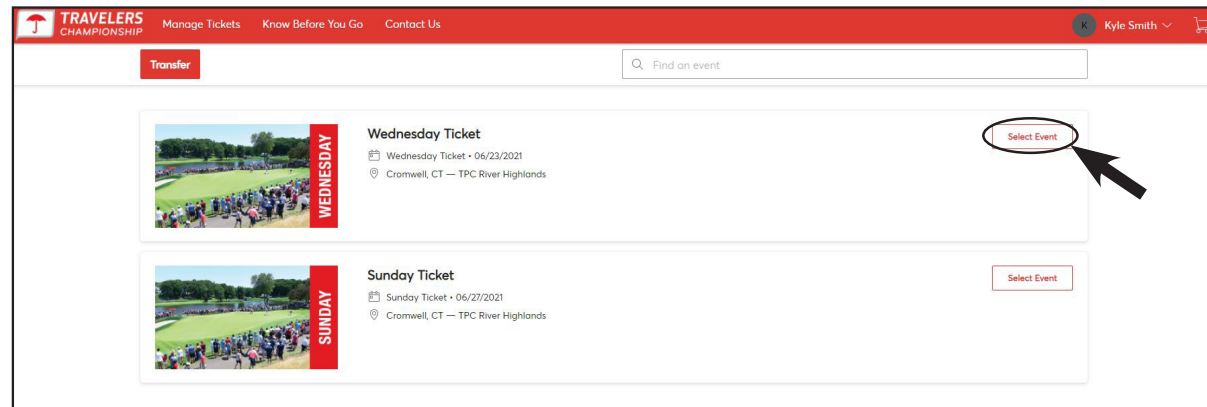 TRAVELERS
CHAMPIONSHIP
Manage Tickets Know Before You Go Contact Us
K Kyle Smith
Transfer
Find an event
WEDNESDAY
Wednesday Ticket
Wednesday Ticket • 06/23/2021
Cromwell, CT — TPC River Highlands
Select Event
SUNDAY
Sunday Ticket
Sunday Ticket • 06/27/2021
Cromwell, CT — TPC River Highlands
Select Event